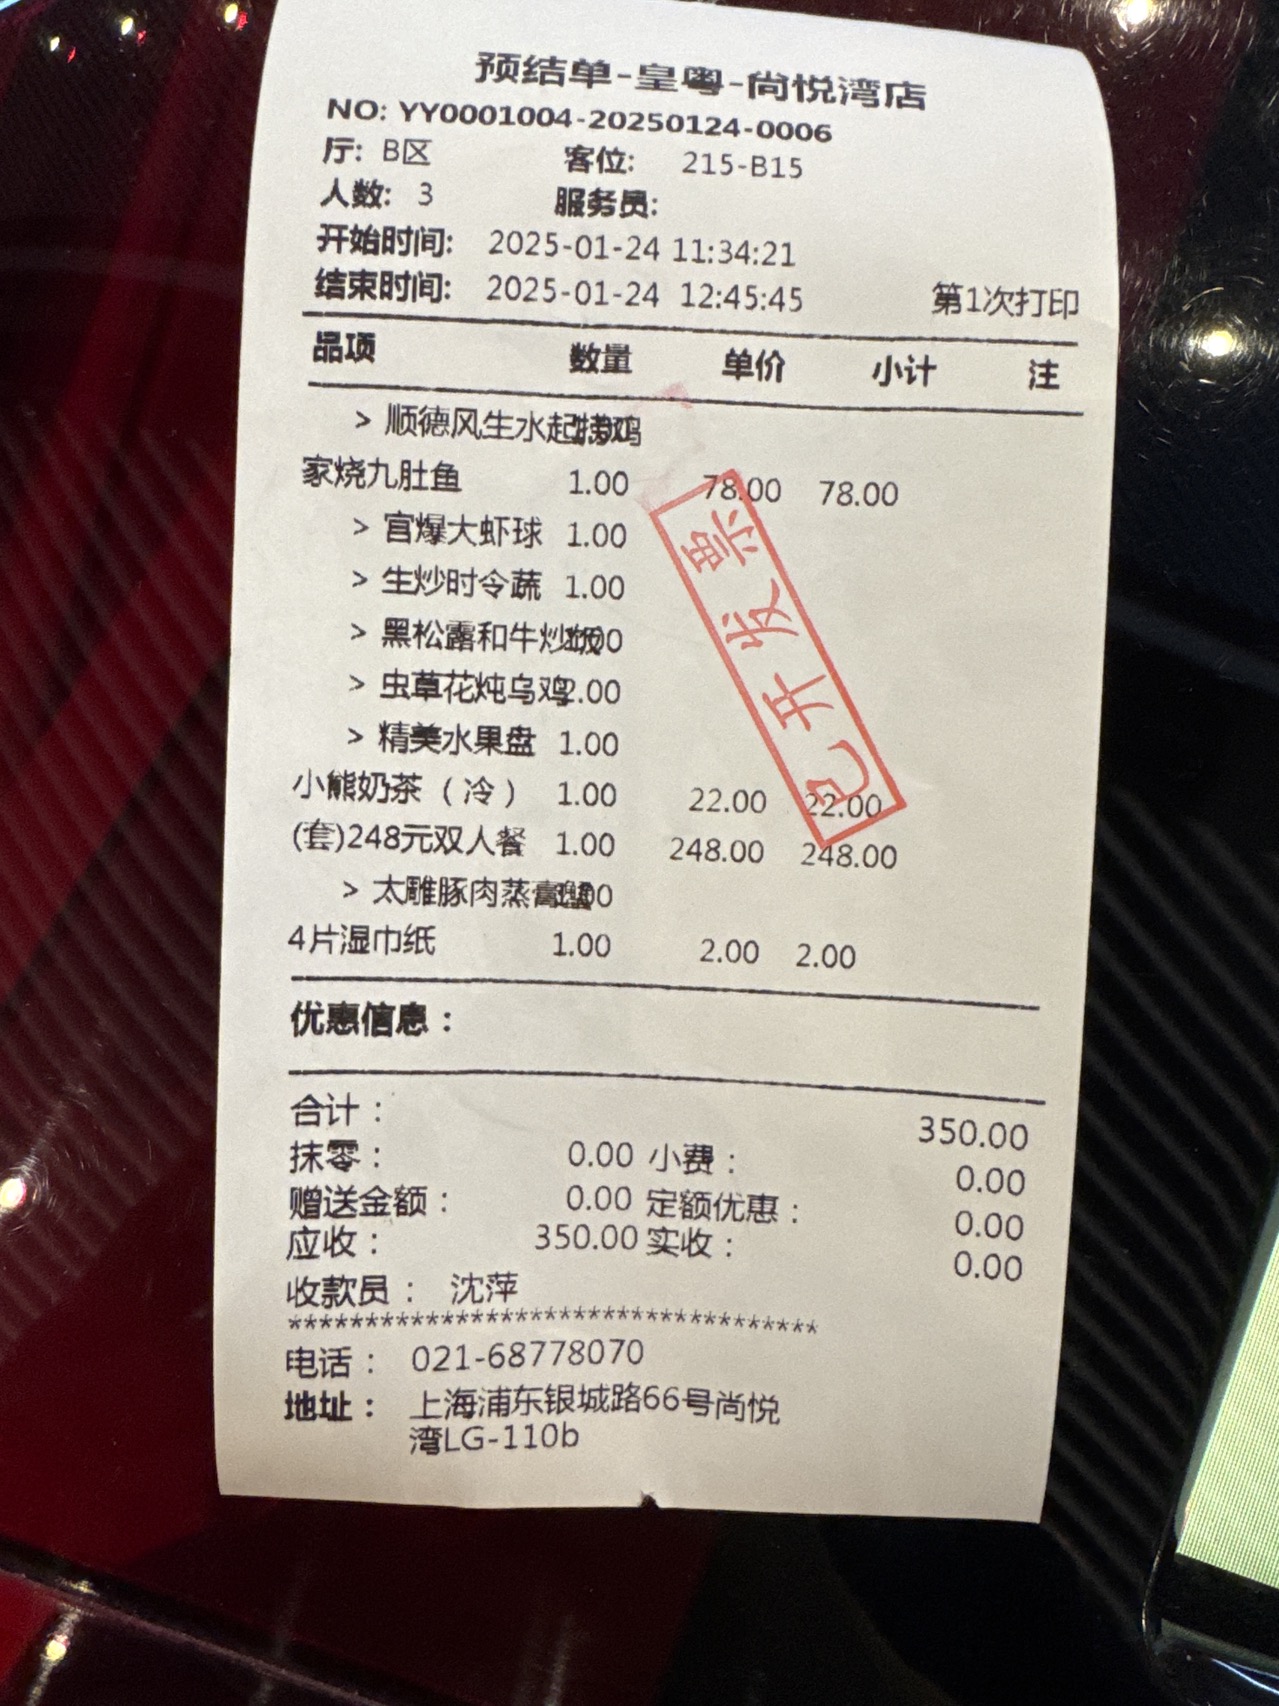 预结单-皇粤-尚悦湾店
NO: YY0001004-20250124-0006
厅: B区 客位: 215-B15
人数: 3 服务员:
开始时间: 2025-01-24 11:34:21
结束时间: 2025-01-24 12:45:45 第1次打印
品项 数量 单价 小计 注
> 顺德风生水起捞鸡
家烧九肚鱼 1.00 78.00 78.00
> 宫爆大虾球 1.00
> 生炒时令蔬 1.00
> 黑松露和牛炒饭 1.00
> 虫草花炖乌鸡 2.00
> 精美水果盘 1.00
小熊奶茶（冷） 1.00 22.00 22.00
(套)248元双人餐 1.00 248.00 248.00
> 太雕豚肉蒸膏蟹
4片湿巾纸 1.00 2.00 2.00
已开发票
优惠信息：
合计： 350.00
抹零： 0.00 小费： 0.00
赠送金额： 0.00 定额优惠： 0.00
应收： 350.00 实收： 0.00
收款员： 沈萍
***********************************
电话： 021-68778070
地址： 上海浦东银城路66号尚悦
湾LG-110b